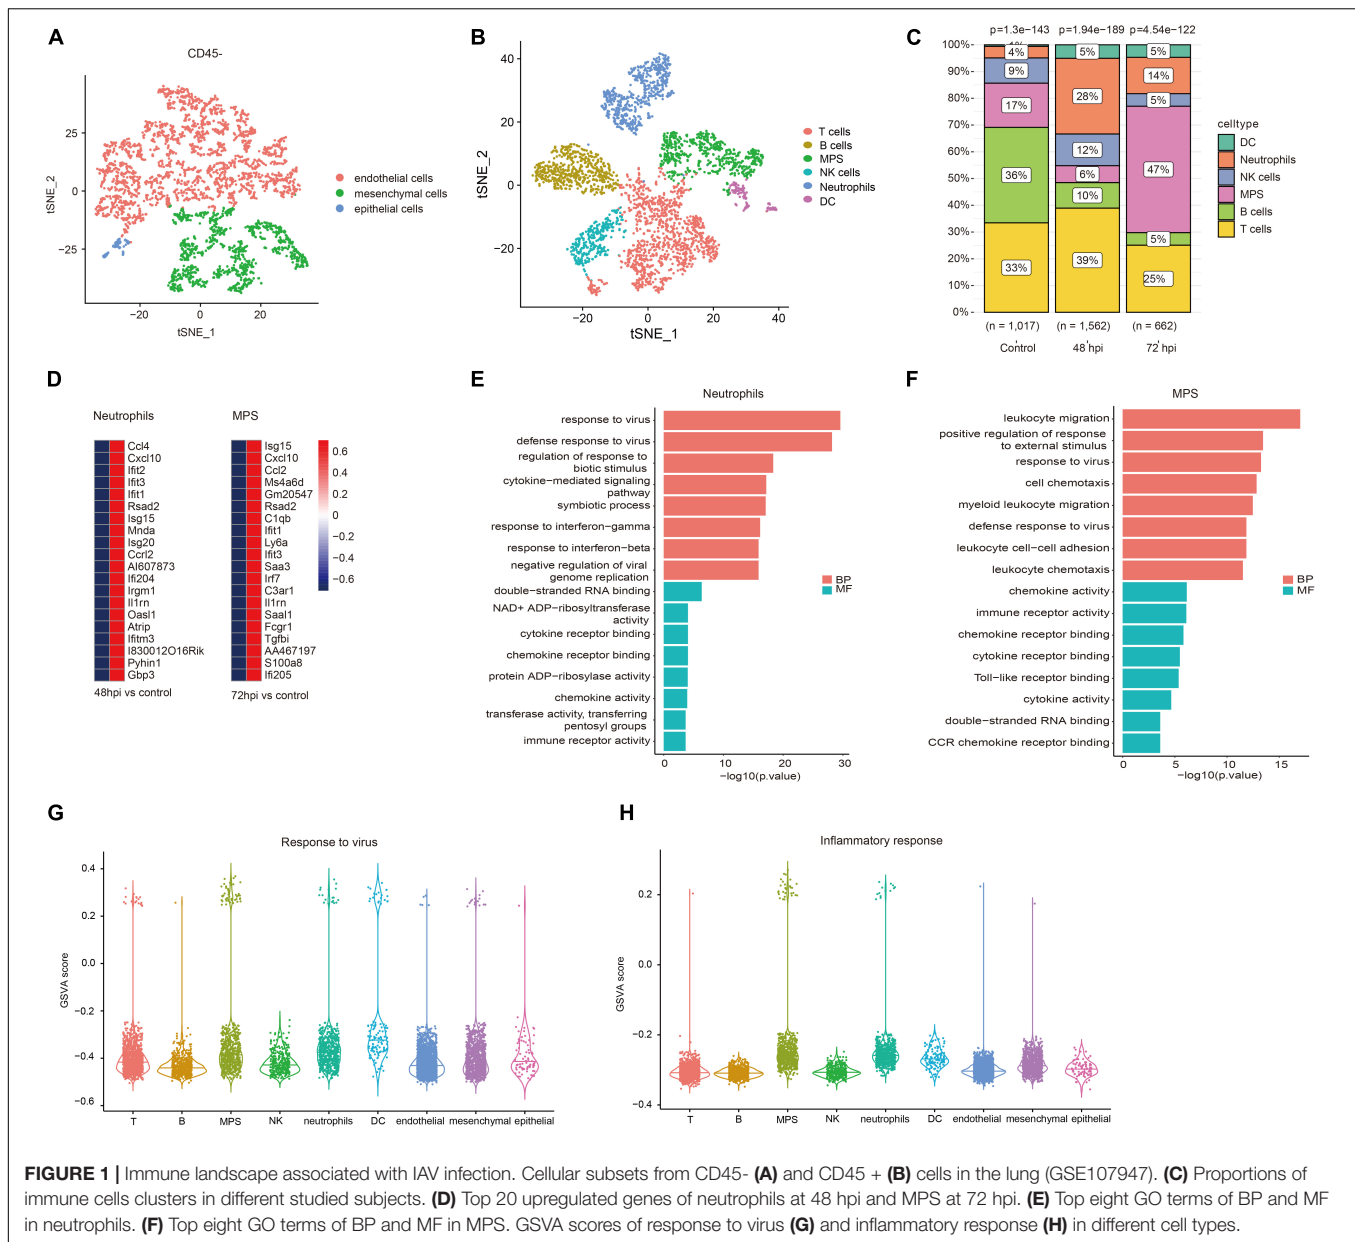 A
CD45-
25
0
−25
tSNE_2
−20
0
20
tSNE_1
endothelial cells
mesenchymal cells
epithelial cells
B
40
20
0
−20
tSNE_2
−20
0
20
40
tSNE_1
T cells
B cells
MPS
NK cells
Neutrophils
DC
C
p=1.3e−143
p=1.94e−189
p=4.54e−122
100%
90%
80%
70%
60%
50%
40%
30%
20%
10%
0%
4%
9%
17%
36%
33%
5%
28%
12%
6%
10%
39%
5%
14%
5%
47%
5%
25%
(n = 1,017)
(n = 1,562)
(n = 662)
Control
48 hpi
72 hpi
celltype
DC
Neutrophils
NK cells
MPS
B cells
T cells
D
Neutrophils
Ccl4
Cxcl10
Ifit2
Ifit3
Ifit1
Rsad2
Isg15
Mnda
Isg20
Ccrl2
AI607873
Ifi204
Irgm1
Il1rn
Oasl1
Atrip
Ifitm3
I830012O16Rik
Pyhin1
Gbp3
48hpi vs control
MPS
Isg15
Cxcl10
Ccl2
Ms4a6d
Gm20547
Rsad2
C1qb
Ifit1
Ly6a
Ifit3
Saa3
Irf7
C3ar1
Il1rn
Saal1
Fcgr1
Tgfbi
AA467197
S100a8
Ifi205
72hpi vs control
0.6
0.4
0.2
0
−0.2
−0.4
−0.6
E
Neutrophils
response to virus
defense response to virus
regulation of response to
biotic stimulus
cytokine−mediated signaling
pathway
symbiotic process
response to interferon−gamma
response to interferon−beta
negative regulation of viral
genome replication
double−stranded RNA binding
NAD+ ADP−ribosyltransferase
activity
cytokine receptor binding
chemokine receptor binding
protein ADP−ribosylase activity
chemokine activity
transferase activity, transferring
pentosyl groups
immune receptor activity
0
10
20
30
−log10(p.value)
BP
MF
F
MPS
leukocyte migration
positive regulation of response
to external stimulus
response to virus
cell chemotaxis
myeloid leukocyte migration
defense response to virus
leukocyte cell−cell adhesion
leukocyte chemotaxis
chemokine activity
immune receptor activity
chemokine receptor binding
cytokine receptor binding
Toll−like receptor binding
cytokine activity
double−stranded RNA binding
CCR chemokine receptor binding
0
5
10
15
−log10(p.value)
BP
MF
G
Response to virus
0.4
0.2
0.0
−0.2
−0.4
−0.6
GSVA score
T
B
MPS
NK
neutrophils
DC
endothelial
mesenchymal
epithelial
H
Inflammatory response
0.2
0.0
−0.2
−0.4
GSVA score
T
B
MPS
NK
neutrophils
DC
endothelial
mesenchymal
epithelial
FIGURE 1 | Immune landscape associated with IAV infection. Cellular subsets from CD45- (A) and CD45 + (B) cells in the lung (GSE107947). (C) Proportions of
immune cells clusters in different studied subjects. (D) Top 20 upregulated genes of neutrophils at 48 hpi and MPS at 72 hpi. (E) Top eight GO terms of BP and MF
in neutrophils. (F) Top eight GO terms of BP and MF in MPS. GSVA scores of response to virus (G) and inflammatory response (H) in different cell types.